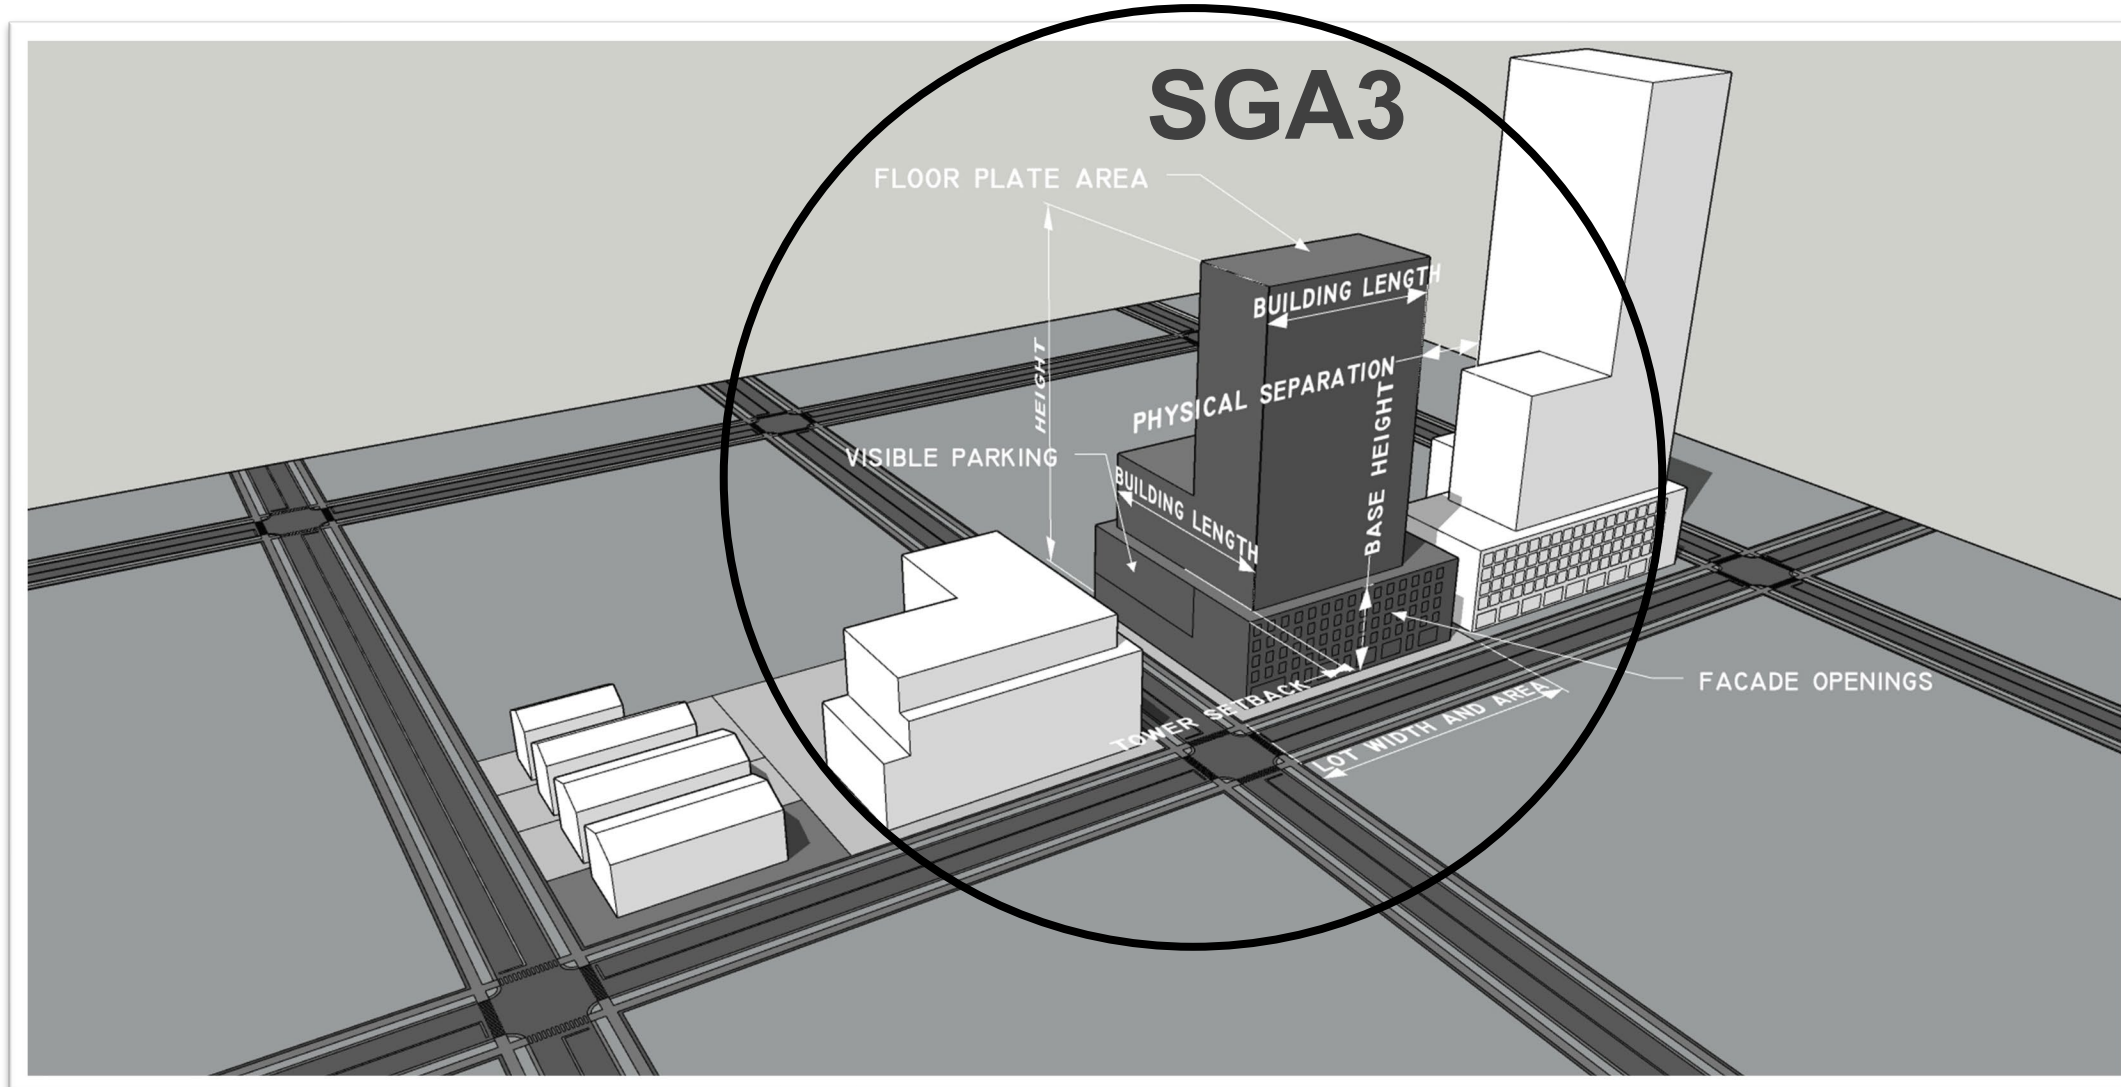 SGA3
FLOOR PLATE AREA
BUILDING LENGTH
HEIGHT
PHYSICAL SEPARATION
BASE HEIGHT
VISIBLE PARKING
BUILDING LENGTH
FACADE OPENINGS
TOWER SETBACK
LOT WIDTH AND AREA